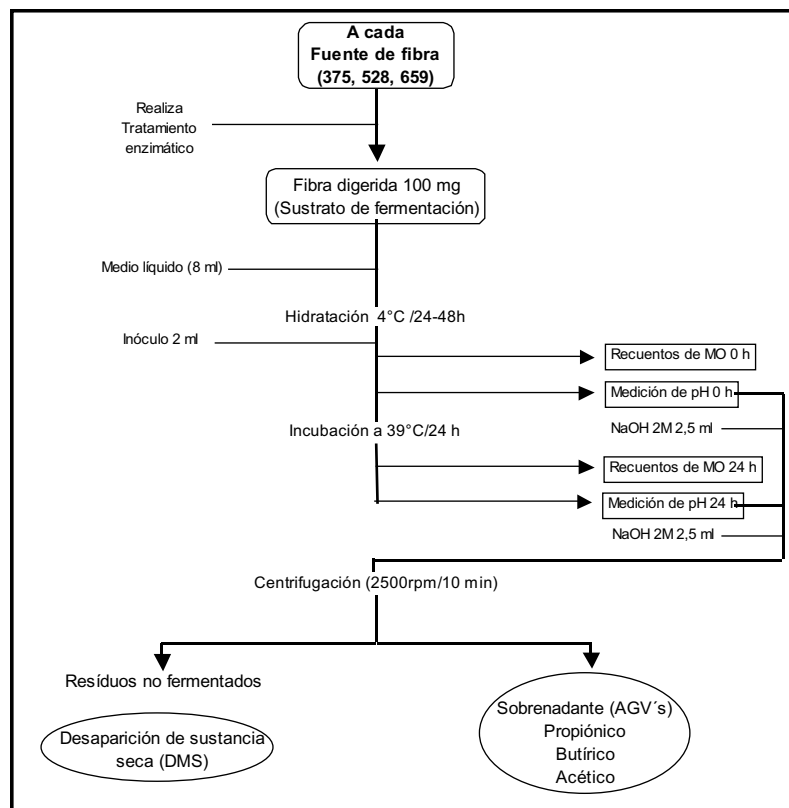 A cada
Fuente de fibra
(375, 528, 659)
Realiza
Tratamiento
enzimático
Fibra digerida 100 mg
(Sustrato de fermentación)
Medio líquido (8 ml)
Hidratación 4°C /24-48h
Inóculo 2 ml
Recuentos de MO 0 h
Medición de pH 0 h
NaOH 2M 2,5 ml
Incubación a 39°C/24 h
Recuentos de MO 24 h
Medición de pH 24 h
NaOH 2M 2,5 ml
Centrifugación (2500rpm/10 min)
Resíduos no fermentados
Desaparición de sustancia
seca (DMS)
Sobrenadante (AGV´s)
Propiónico
Butírico
Acético